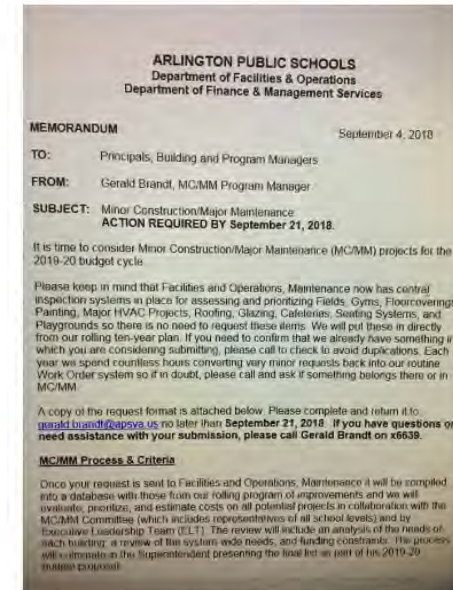 ARLINGTON PUBLIC SCHOOLS
Department of Facilities & Operations
Department of Finance & Management Services
MEMORANDUM
September 4, 2018
TO: Principals, Building and Program Managers
FROM: Gerald Brandt, MC/MM Program Manager
SUBJECT: Minor Construction/Major Maintenance
ACTION REQUIRED BY September 21, 2018.
It is time to consider Minor Construction/Major Maintenance (MC/MM) projects for the
2019-20 budget cycle
Please keep in mind that Facilities and Operations, Maintenance now has central
inspection systems in place for assessing and prioritizing Fields, Gyms, Floorcoverings
Painting, Major HVAC Projects, Roofing, Glazing, Cafeterias, Seating Systems, and
Playgrounds so there is no need to request these items. We will put these in directly
from our rolling ten-year plan. If you need to confirm that we already have something in
which you are considering submitting, please call to check to avoid duplications. Each
year we spend countless hours converting very minor requests back into our routine
Work Order system so if in doubt, please call and ask if something belongs there or in
MC/MM.
A copy of the request format is attached below. Please complete and return it to
gerald.brandt@apsva.us no later than September 21, 2018. If you have questions or
need assistance with your submission, please call Gerald Brandt on x6639.
MC/MM Process & Criteria
Once your request is sent to Facilities and Operations, Maintenance it will be compiled
into a database with those from our rolling program of improvements and we will
evaluate, prioritize, and estimate costs on all potential projects in collaboration with the
MC/MM Committee (which includes representatives of all school levels) and by
Executive Leadership Team (ELT). The review will include an analysis of the needs of
each building, a review of the system wide needs, and funding constraints. The process
will culminate in the Superintendent presenting the final list as part of his 2019-20
budget proposal.